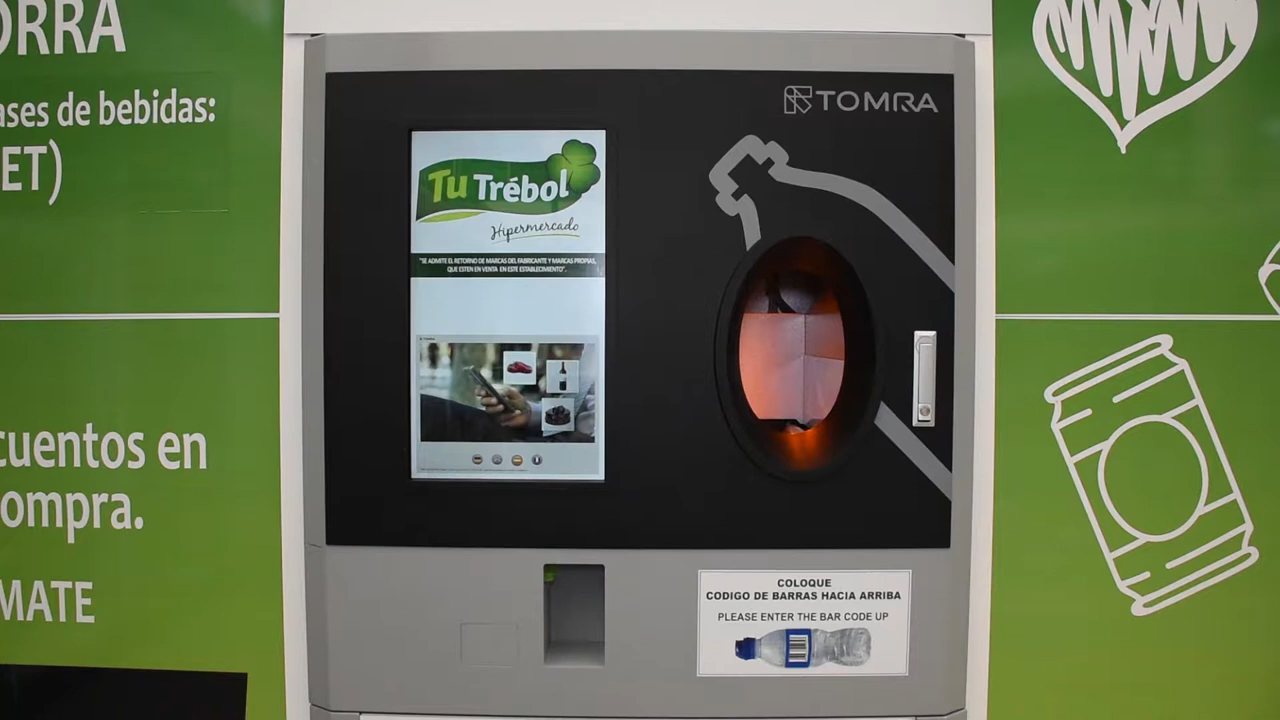 ORRA
ases de bebidas:
ET)
cuentos en
ompra.
MATE
TOMRA
Tu Trébol
Hipermercado
"SE ADMITE EL RETORNO DE MARCAS DEL FABRICANTE Y MARCAS PROPIAS,
QUE ESTEN EN VENTA EN ESTE ESTABLECIMIENTO".
COLOQUE
CODIGO DE BARRAS HACIA ARRIBA
PLEASE ENTER THE BAR CODE UP